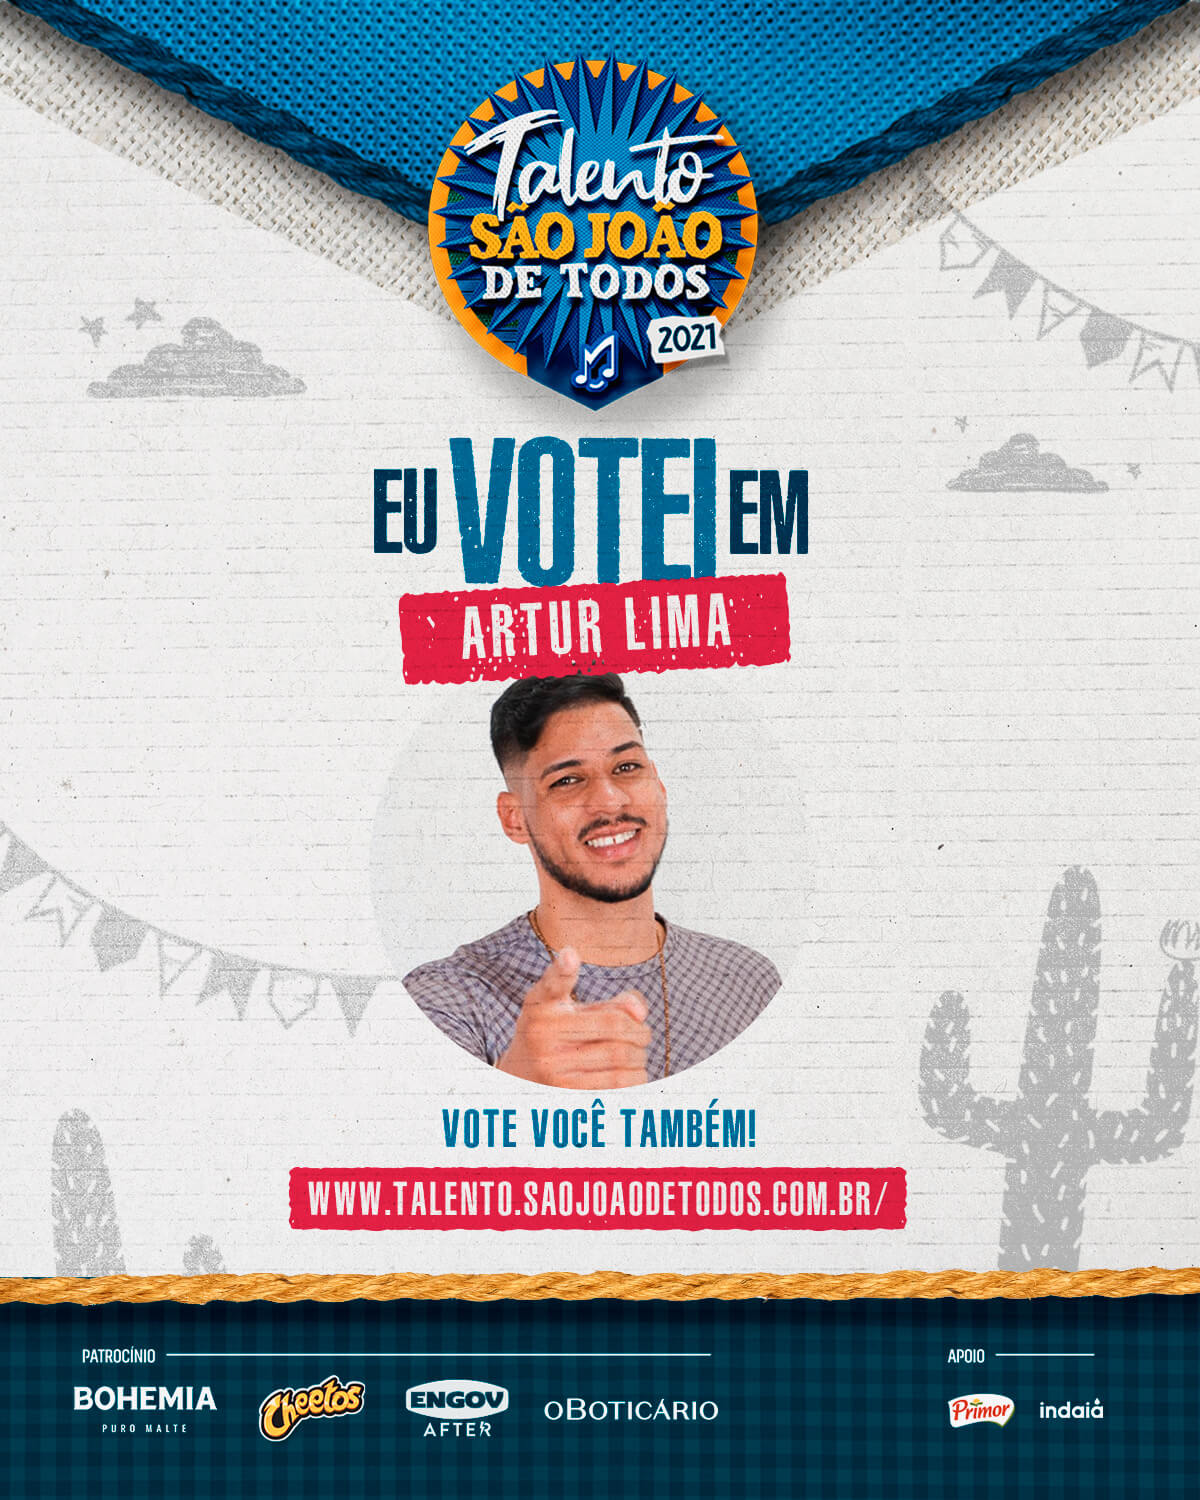 Talento
SÃO JOÃO
DE TODOS
2021
EU VOTEI EM
ARTUR LIMA
VOTE VOCÊ TAMBÉM!
WWW.TALENTO.SAOJOAODETODOS.COM.BR/
PATROCÍNIO
APOIO
BOHEMIA
PURO MALTE
Cheetos
ENGOV
AFTER
oBOTICÁRIO
Primor
indaiá